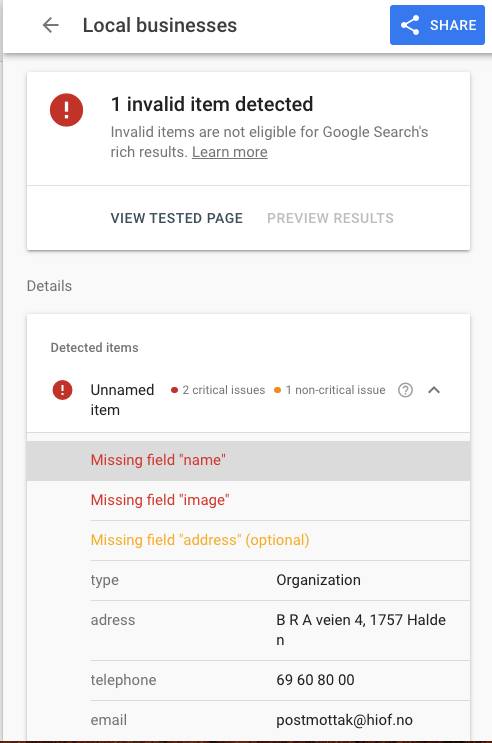 Local businesses
SHARE
1 invalid item detected
Invalid items are not eligible for Google Search's
rich results. Learn more
VIEW TESTED PAGE PREVIEW RESULTS
Details
Detected items
Unnamed
item
2 critical issues
1 non-critical issue
Missing field "name"
Missing field "image"
Missing field "address" (optional)
type Organization
adress B R A veien 4, 1757 Halde
n
telephone 69 60 80 00
email postmottak@hiof.no